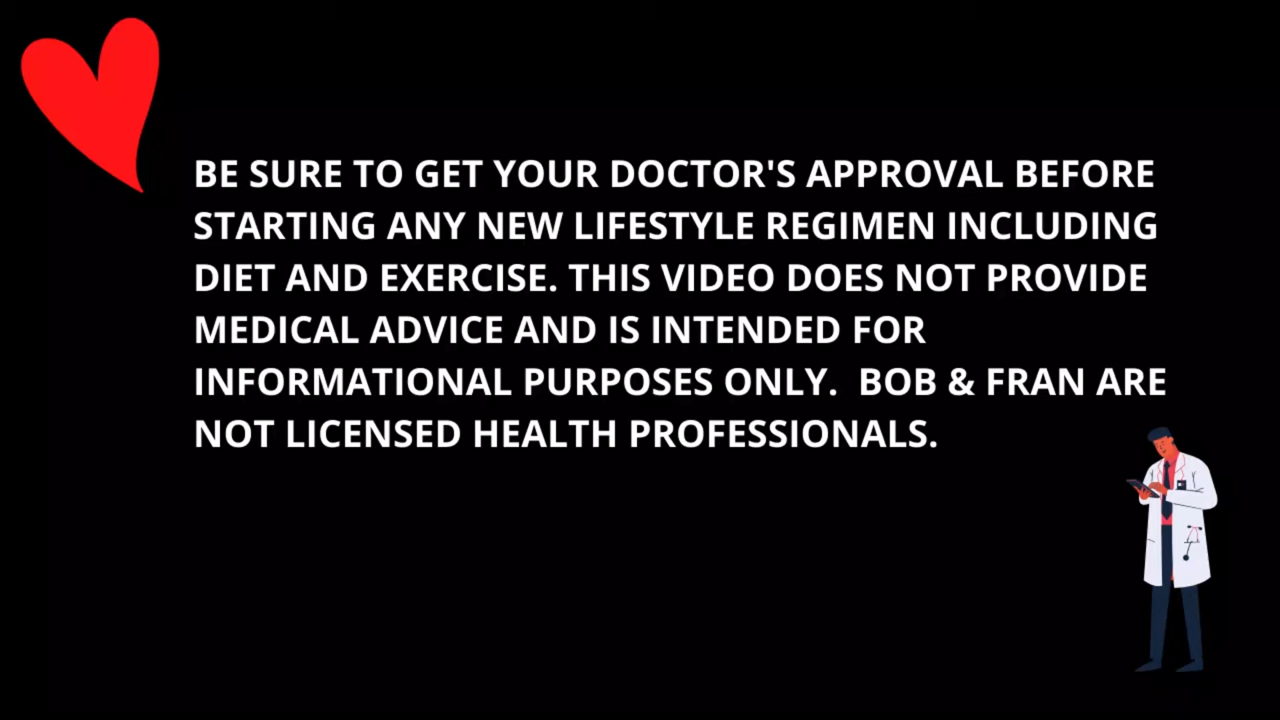 BE SURE TO GET YOUR DOCTOR'S APPROVAL BEFORE
STARTING ANY NEW LIFESTYLE REGIMEN INCLUDING
DIET AND EXERCISE. THIS VIDEO DOES NOT PROVIDE
MEDICAL ADVICE AND IS INTENDED FOR
INFORMATIONAL PURPOSES ONLY.  BOB & FRAN ARE
NOT LICENSED HEALTH PROFESSIONALS.